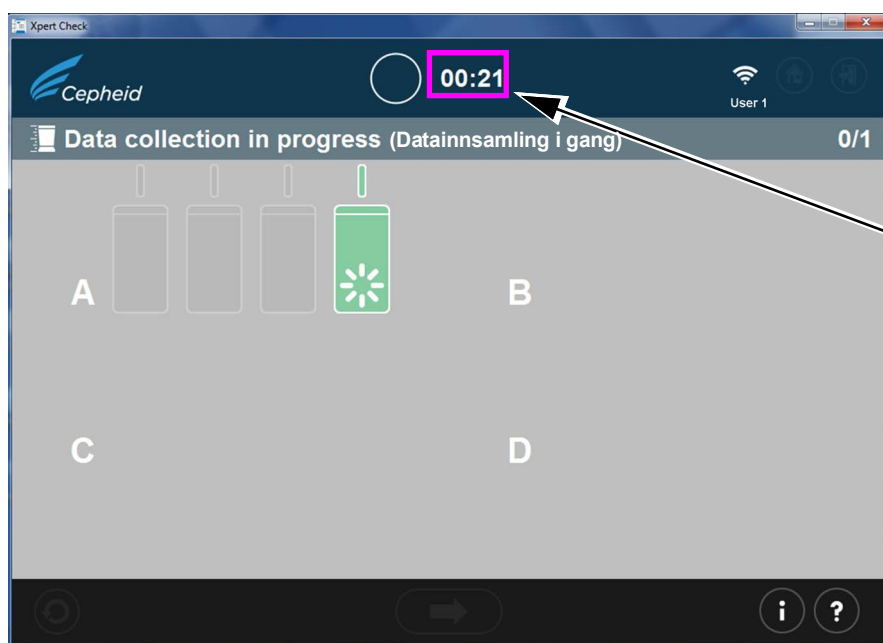 Xpert Check
Cepheid
00:21
User 1
Data collection in progress (Datainnsamling i gang)
0/1
A
B
C
D
i
?